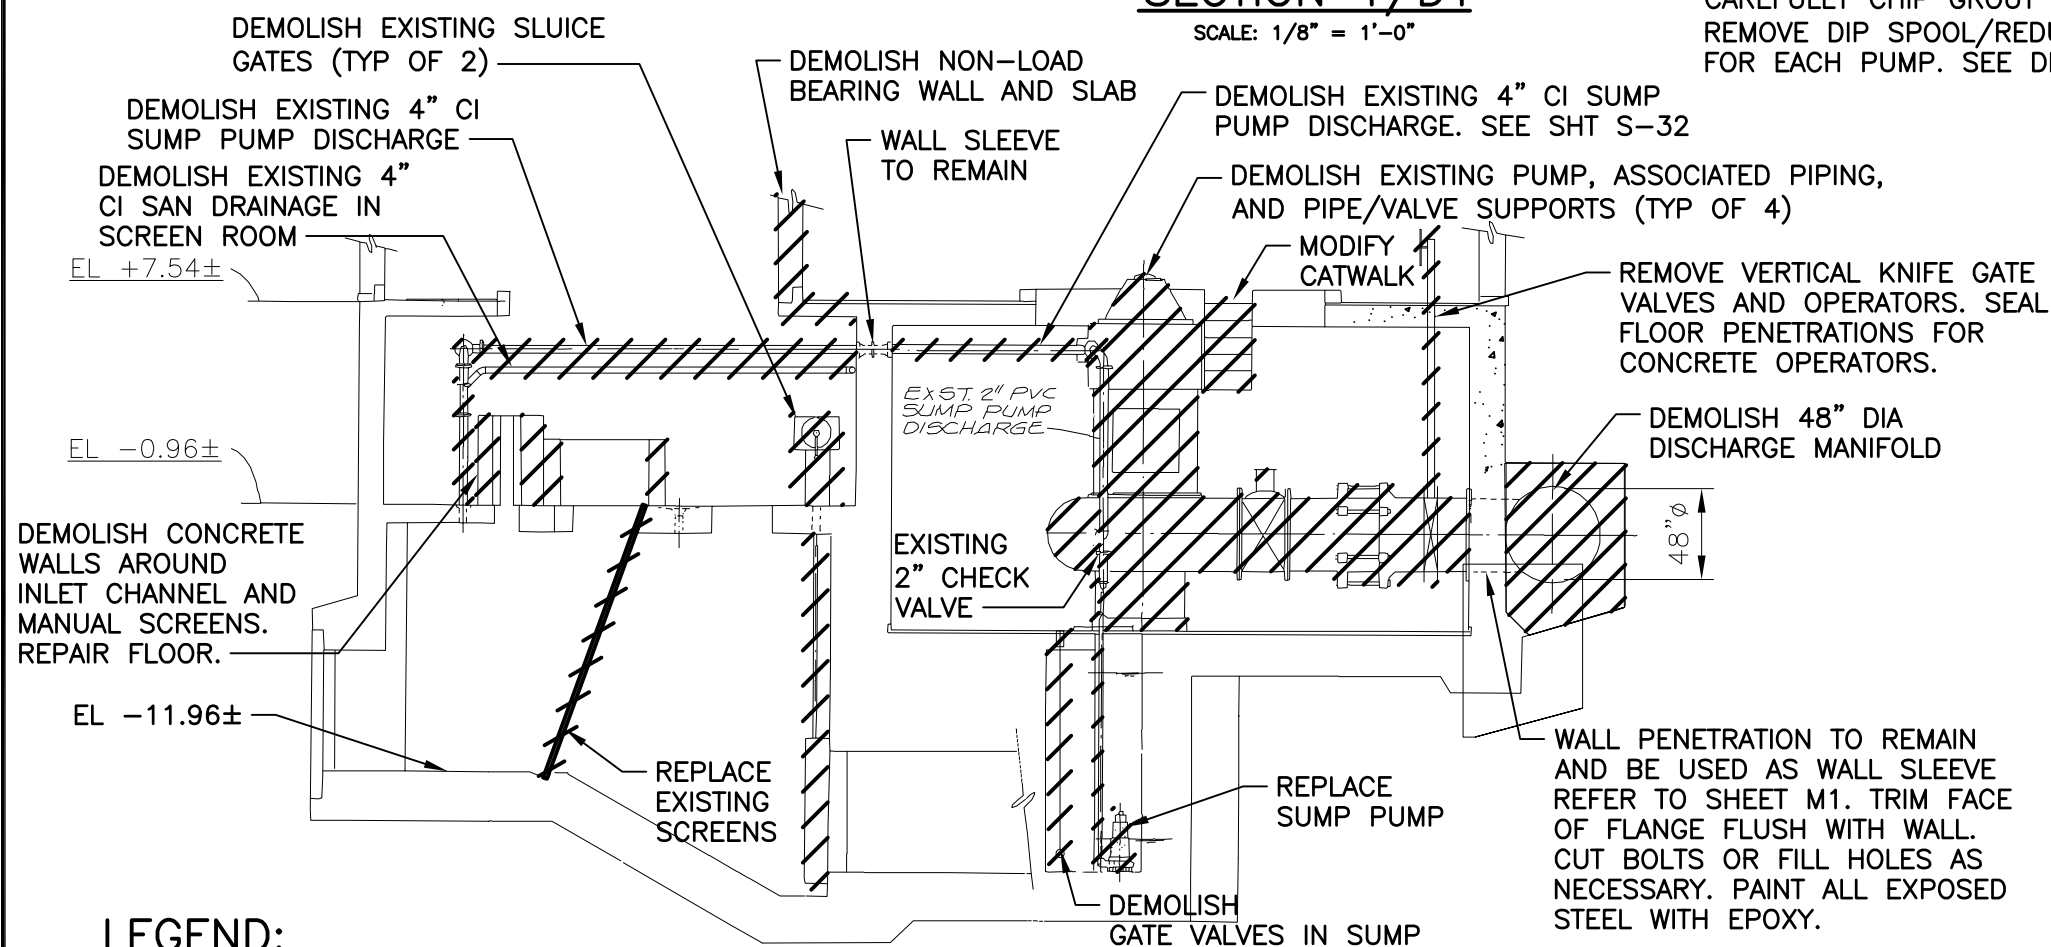 SECTION 1/D1
SCALE: 1/8" = 1'-0"
CAREFULLY CHIP GROUT
REMOVE DIP SPOOL/REDU
FOR EACH PUMP. SEE
DEMOLISH EXISTING SLUICE
GATES (TYP OF 2)
DEMOLISH EXISTING 4" CI
SUMP PUMP DISCHARGE
DEMOLISH EXISTING 4"
CI SAN DRAINAGE IN
SCREEN ROOM
EL +7.54±
EL -0.96±
DEMOLISH CONCRETE
WALLS AROUND
INLET CHANNEL AND
MANUAL SCREENS.
REPAIR FLOOR.
EL -11.96±
DEMOLISH NON-LOAD
BEARING WALL AND SLAB
WALL SLEEVE
TO REMAIN
DEMOLISH EXISTING 4" CI SUMP
PUMP DISCHARGE. SEE SHT S-32
DEMOLISH EXISTING PUMP, ASSOCIATED PIPING,
AND PIPE/VALVE SUPPORTS (TYP OF 4)
MODIFY
CATWALK
REMOVE VERTICAL KNIFE GATE
VALVES AND OPERATORS. SEAL
FLOOR PENETRATIONS FOR
CONCRETE OPERATORS.
EXST. 2" PVC
SUMP PUMP
DISCHARGE
DEMOLISH 48" DIA
DISCHARGE MANIFOLD
48"ø
EXISTING
2" CHECK
VALVE
REPLACE
EXISTING
SCREENS
REPLACE
SUMP PUMP
WALL PENETRATION TO REMAIN
AND BE USED AS WALL SLEEVE
REFER TO SHEET M1. TRIM FACE
OF FLANGE FLUSH WITH WALL.
CUT BOLTS OR FILL HOLES AS
NECESSARY. PAINT ALL EXPOSED
STEEL WITH EPOXY.
DEMOLISH
GATE VALVES IN SUMP
LEGEND: